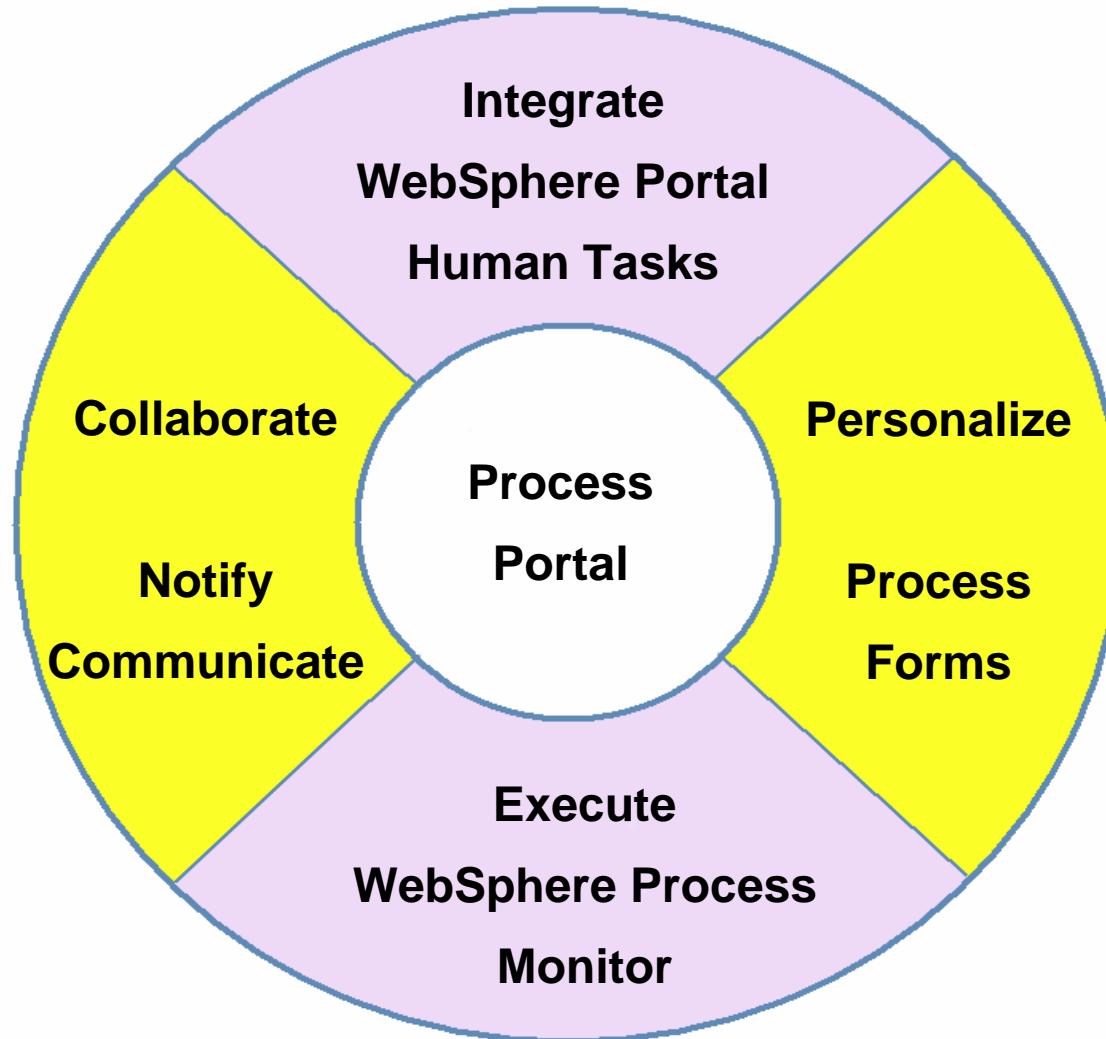 Integrate
WebSphere Portal
Human Tasks
Collaborate
Notify
Communicate
Process
Portal
Personalize
Process
Forms
Execute
WebSphere Process
Monitor